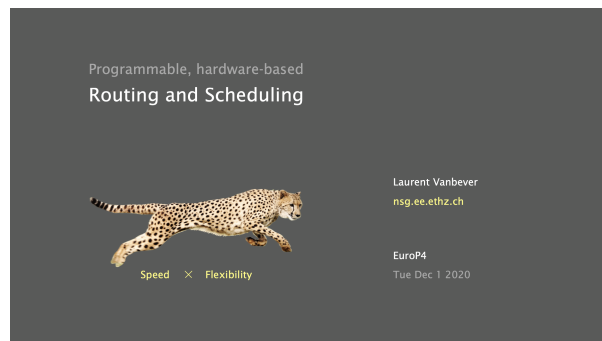 Programmable, hardware-based
Routing and Scheduling
Laurent Vanbever
nsg.ee.ethz.ch
Speed × Flexibility
EuroP4
Tue Dec 1 2020